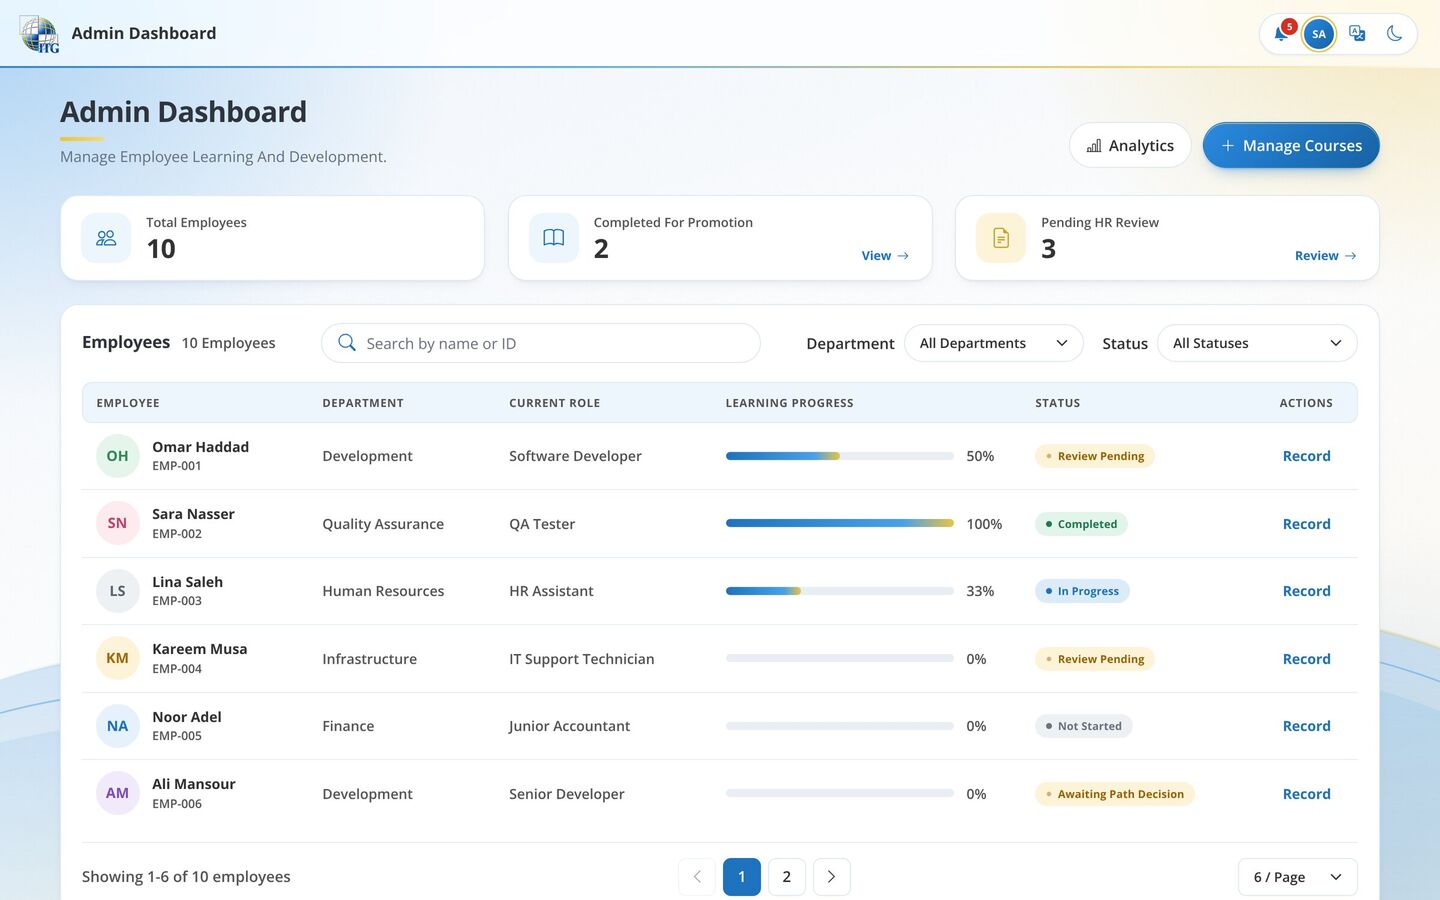 ITG
Admin Dashboard
5
SA
Admin Dashboard
Manage Employee Learning And Development.
Analytics
+ Manage Courses
Total Employees
10
Completed For Promotion
2
View →
Pending HR Review
3
Review →
Employees 10 Employees
Search by name or ID
Department All Departments
Status All Statuses
EMPLOYEE DEPARTMENT CURRENT ROLE LEARNING PROGRESS STATUS ACTIONS
OH Omar Haddad
EMP-001
Development Software Developer 50% Review Pending Record
SN Sara Nasser
EMP-002
Quality Assurance QA Tester 100% Completed Record
LS Lina Saleh
EMP-003
Human Resources HR Assistant 33% In Progress Record
KM Kareem Musa
EMP-004
Infrastructure IT Support Technician 0% Review Pending Record
NA Noor Adel
EMP-005
Finance Junior Accountant 0% Not Started Record
AM Ali Mansour
EMP-006
Development Senior Developer 0% Awaiting Path Decision Record
Showing 1-6 of 10 employees
1 2
6 / Page